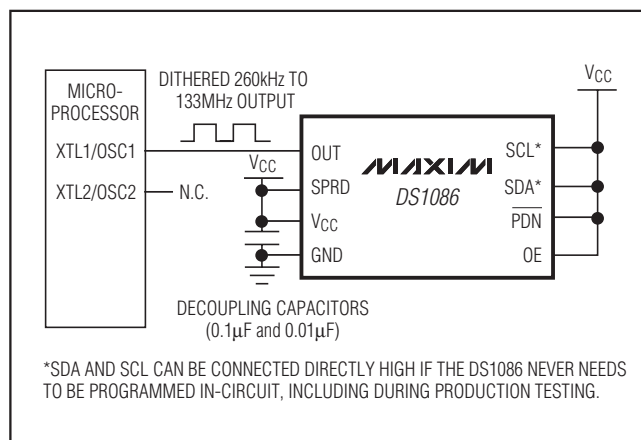 MICRO-
PROCESSOR
XTL1/OSC1
XTL2/OSC2
N.C.
DITHERED 260kHz TO
133MHz OUTPUT
VCC
OUT
SPRD
VCC
GND
MAXIM
DS1086
SCL*
SDA*
PDN
OE
VCC
DECOUPLING CAPACITORS
(0.1µF and 0.01µF)
*SDA AND SCL CAN BE CONNECTED DIRECTLY HIGH IF THE DS1086 NEVER NEEDS
TO BE PROGRAMMED IN-CIRCUIT, INCLUDING DURING PRODUCTION TESTING.